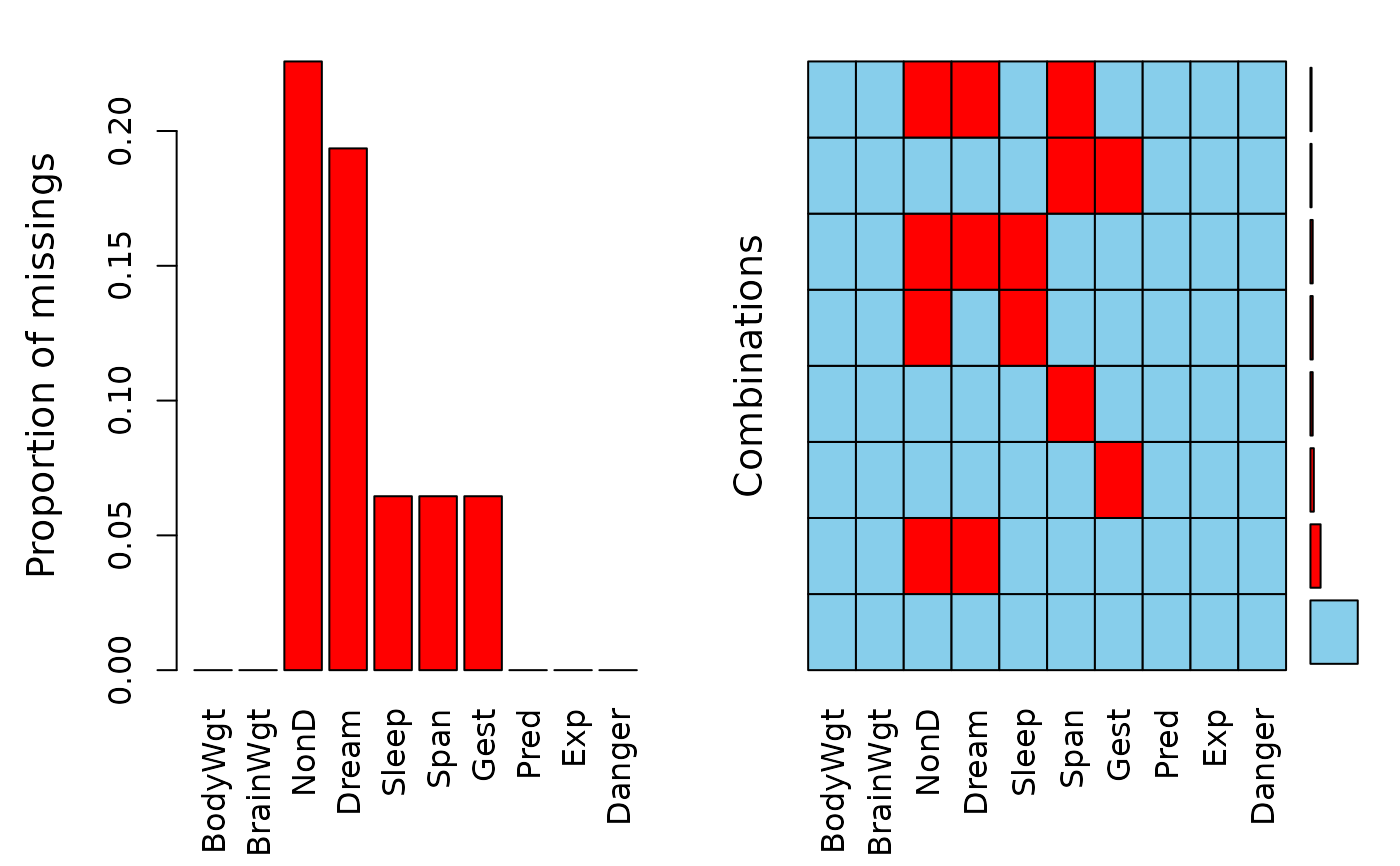 Proportion of missings
0.20
0.15
0.10
0.05
0.00
BodyWgt
BrainWgt
NonD
Dream
Sleep
Span
Gest
Pred
Exp
Danger
Combinations
BodyWgt
BrainWgt
NonD
Dream
Sleep
Span
Gest
Pred
Exp
Danger